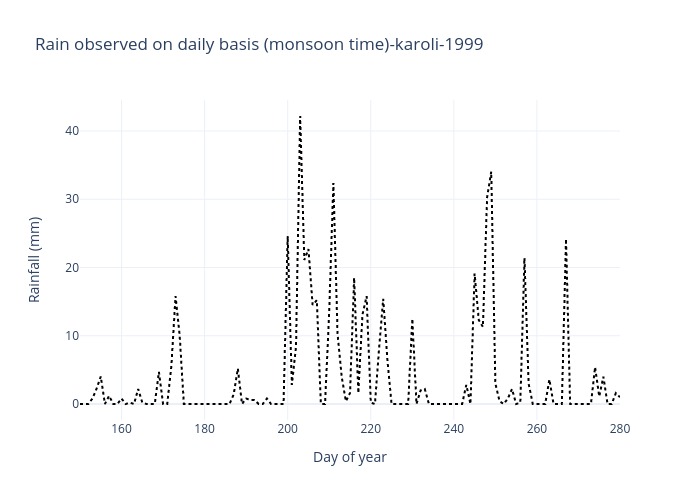 Rain observed on daily basis (monsoon time)-karoli-1999
40
30
20
10
0
Rainfall (mm)
160 180 200 220 240 260 280
Day of year